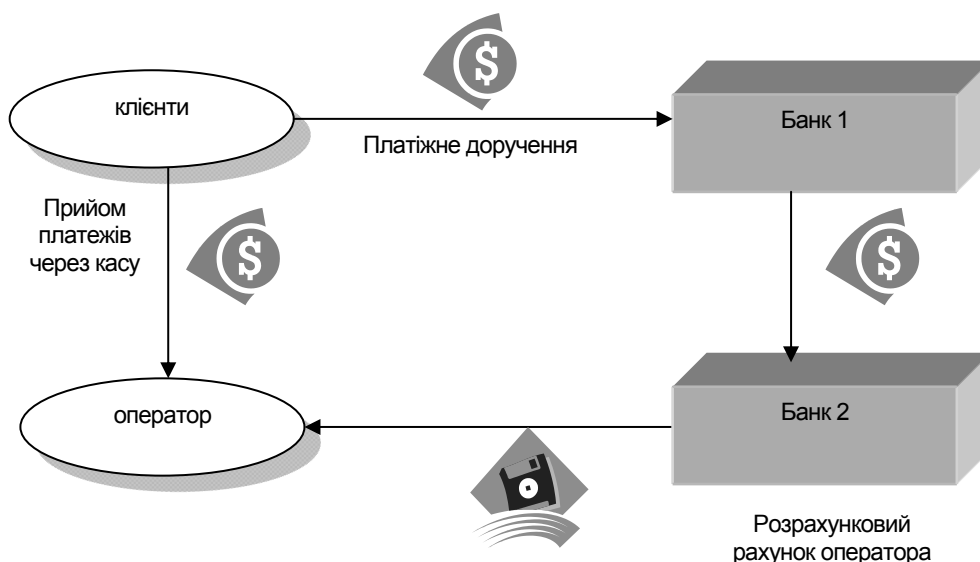 клієнти
Платіжне доручення
Банк 1
Прийом
платежів
через касу
оператор
Банк 2
Розрахунковий
рахунок оператора